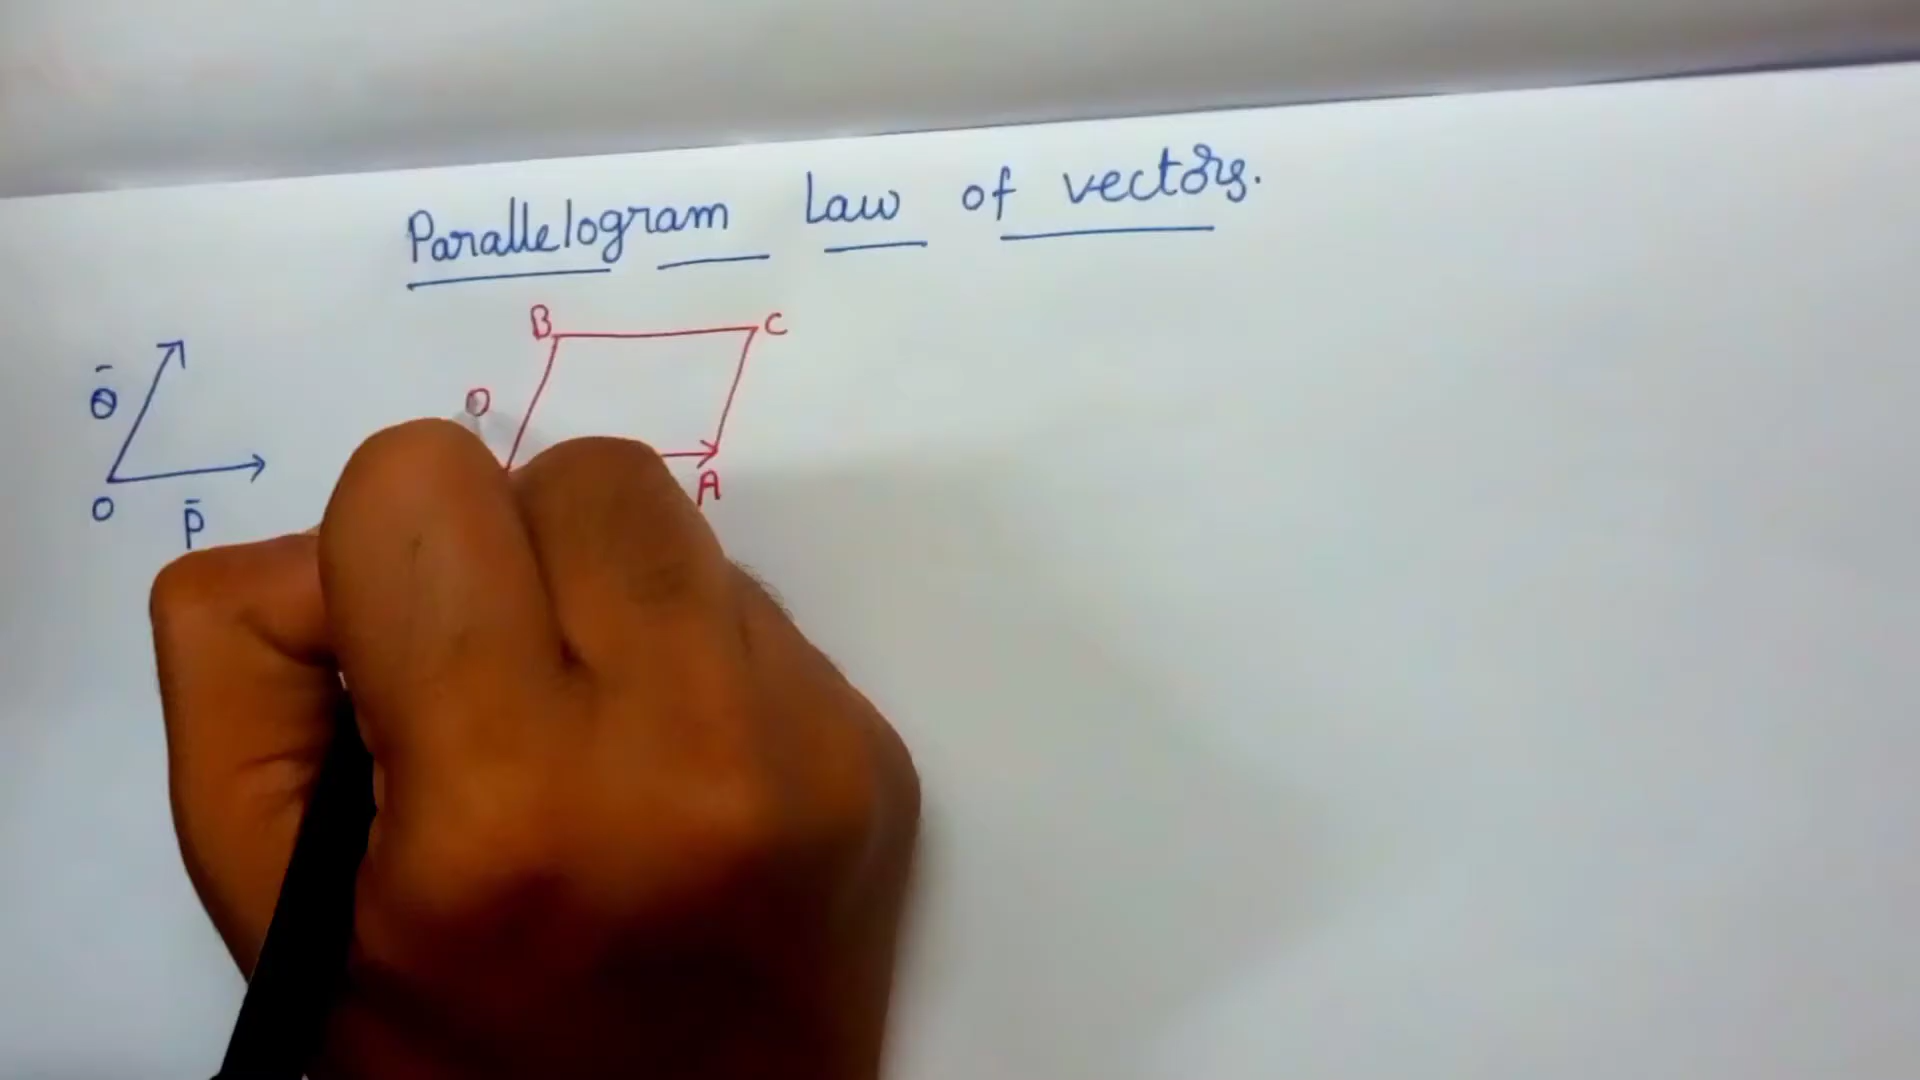 Parallelogram Law of vectors.
B C
Q̄
O
A
O
P̄